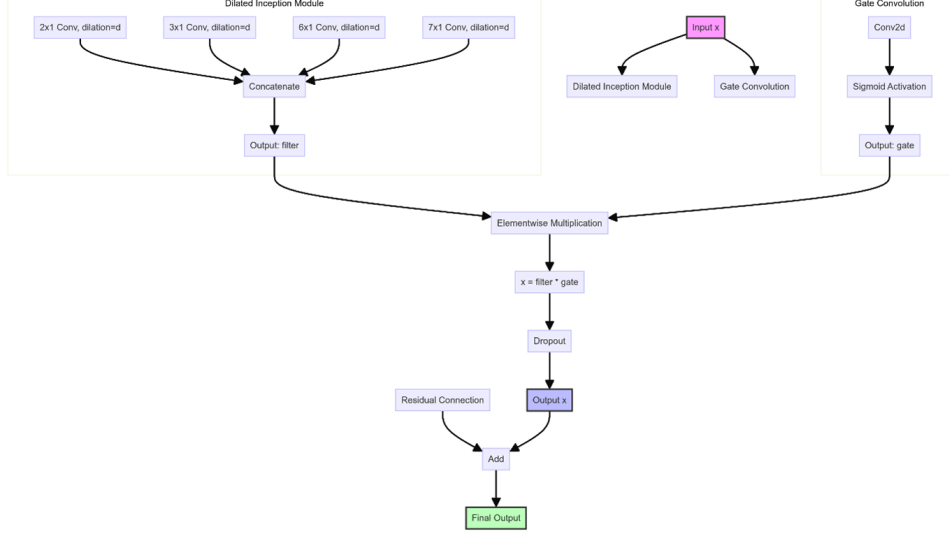 Dilated Inception Module
Gate Convolution
2x1 Conv, dilation=d
3x1 Conv, dilation=d
6x1 Conv, dilation=d
7x1 Conv, dilation=d
Input x
Conv2d
Concatenate
Dilated Inception Module
Gate Convolution
Sigmoid Activation
Output: filter
Output: gate
Elementwise Multiplication
x = filter * gate
Dropout
Residual Connection
Output x
Add
Final Output